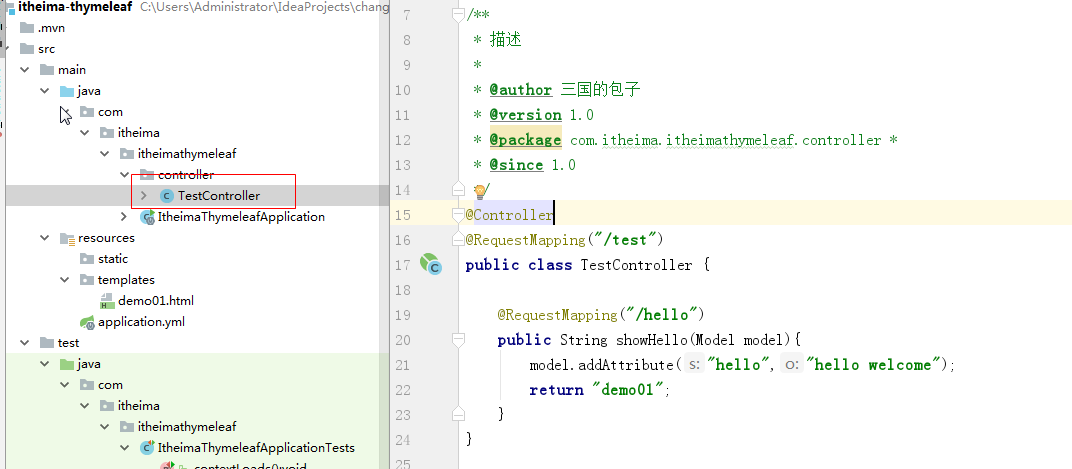 itheima-thymeleaf C:\Users\Administrator\IdeaProjects\chang
.mvn
src
main
java
com
itheima
itheimathymeleaf
controller
TestController
ItheimaThymeleafApplication
resources
static
templates
demo01.html
application.yml
test
java
com
itheima
itheimathymeleaf
ItheimaThymeleafApplicationTests
contextLoads():void
7 /**
8 * 描述
9 *
10 * @author 三国的包子
11 * @version 1.0
12 * @package com.itheima.itheimathymeleaf.controller *
13 * @since 1.0
14 */
15 @Controller
16 @RequestMapping("/test")
17 public class TestController {
18
19 @RequestMapping("/hello")
20 public String showHello(Model model){
21 model.addAttribute( s: "hello", o: "hello welcome");
22 return "demo01";
23 }
24 }
25